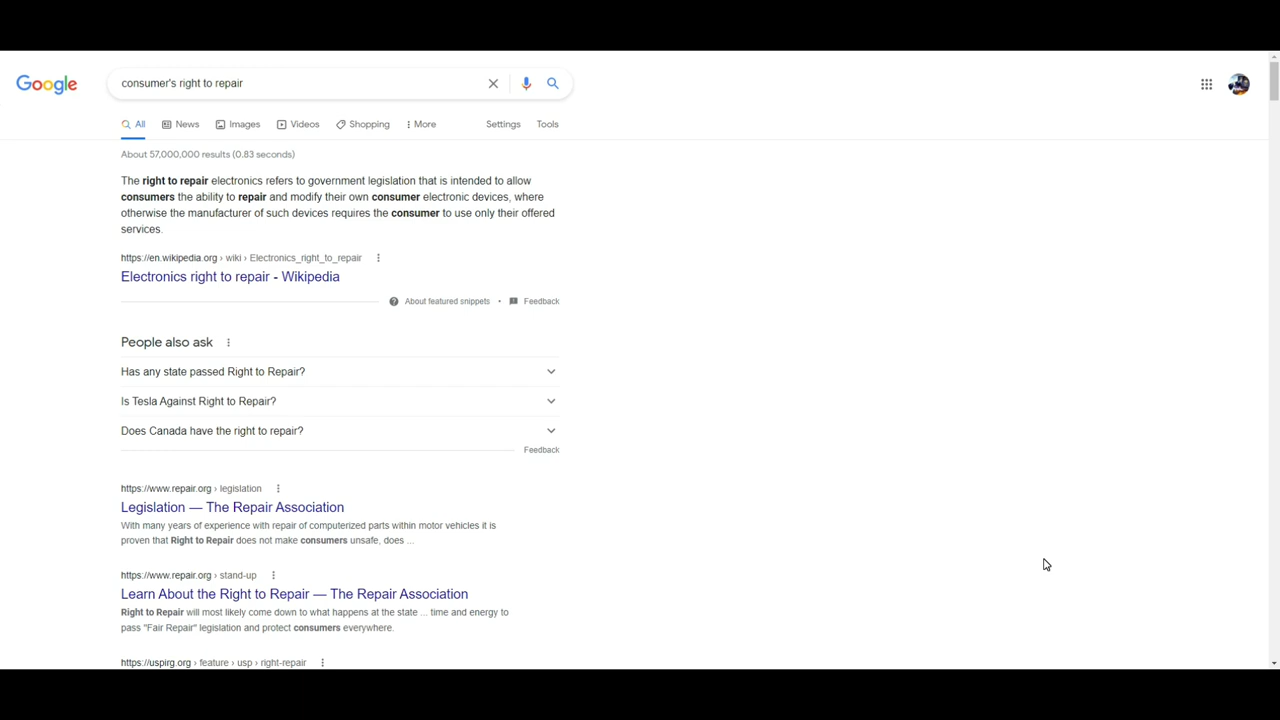 Google
consumer's right to repair
All News Images Videos Shopping More Settings Tools
About 57,000,000 results (0.83 seconds)
The right to repair electronics refers to government legislation that is intended to allow
consumers the ability to repair and modify their own consumer electronic devices, where
otherwise the manufacturer of such devices requires the consumer to use only their offered
services.
https://en.wikipedia.org › wiki › Electronics_right_to_repair
Electronics right to repair - Wikipedia
About featured snippets • Feedback
People also ask
Has any state passed Right to Repair?
Is Tesla Against Right to Repair?
Does Canada have the right to repair?
Feedback
https://www.repair.org › legislation
Legislation — The Repair Association
With many years of experience with repair of computerized parts within motor vehicles it is
proven that Right to Repair does not make consumers unsafe, does ...
https://www.repair.org › stand-up
Learn About the Right to Repair — The Repair Association
Right to Repair will most likely come down to what happens at the state ... time and energy to
pass "Fair Repair" legislation and protect consumers everywhere.
https://uspirg.org › feature › usp › right-repair